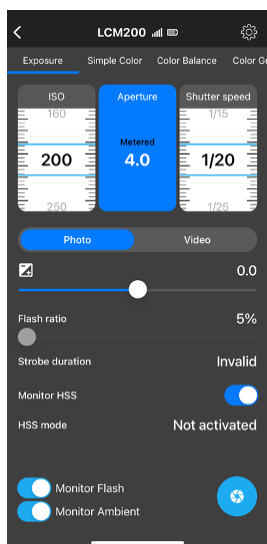 LCM200
Exposure Simple Color Color Balance Color Gr
ISO Aperture Shutter speed
160 1/15
Metered
200 4.0 1/20
250 1/25
Photo Video
0.0
Flash ratio 5%
Strobe duration Invalid
Monitor HSS
HSS mode Not activated
Monitor Flash
Monitor Ambient